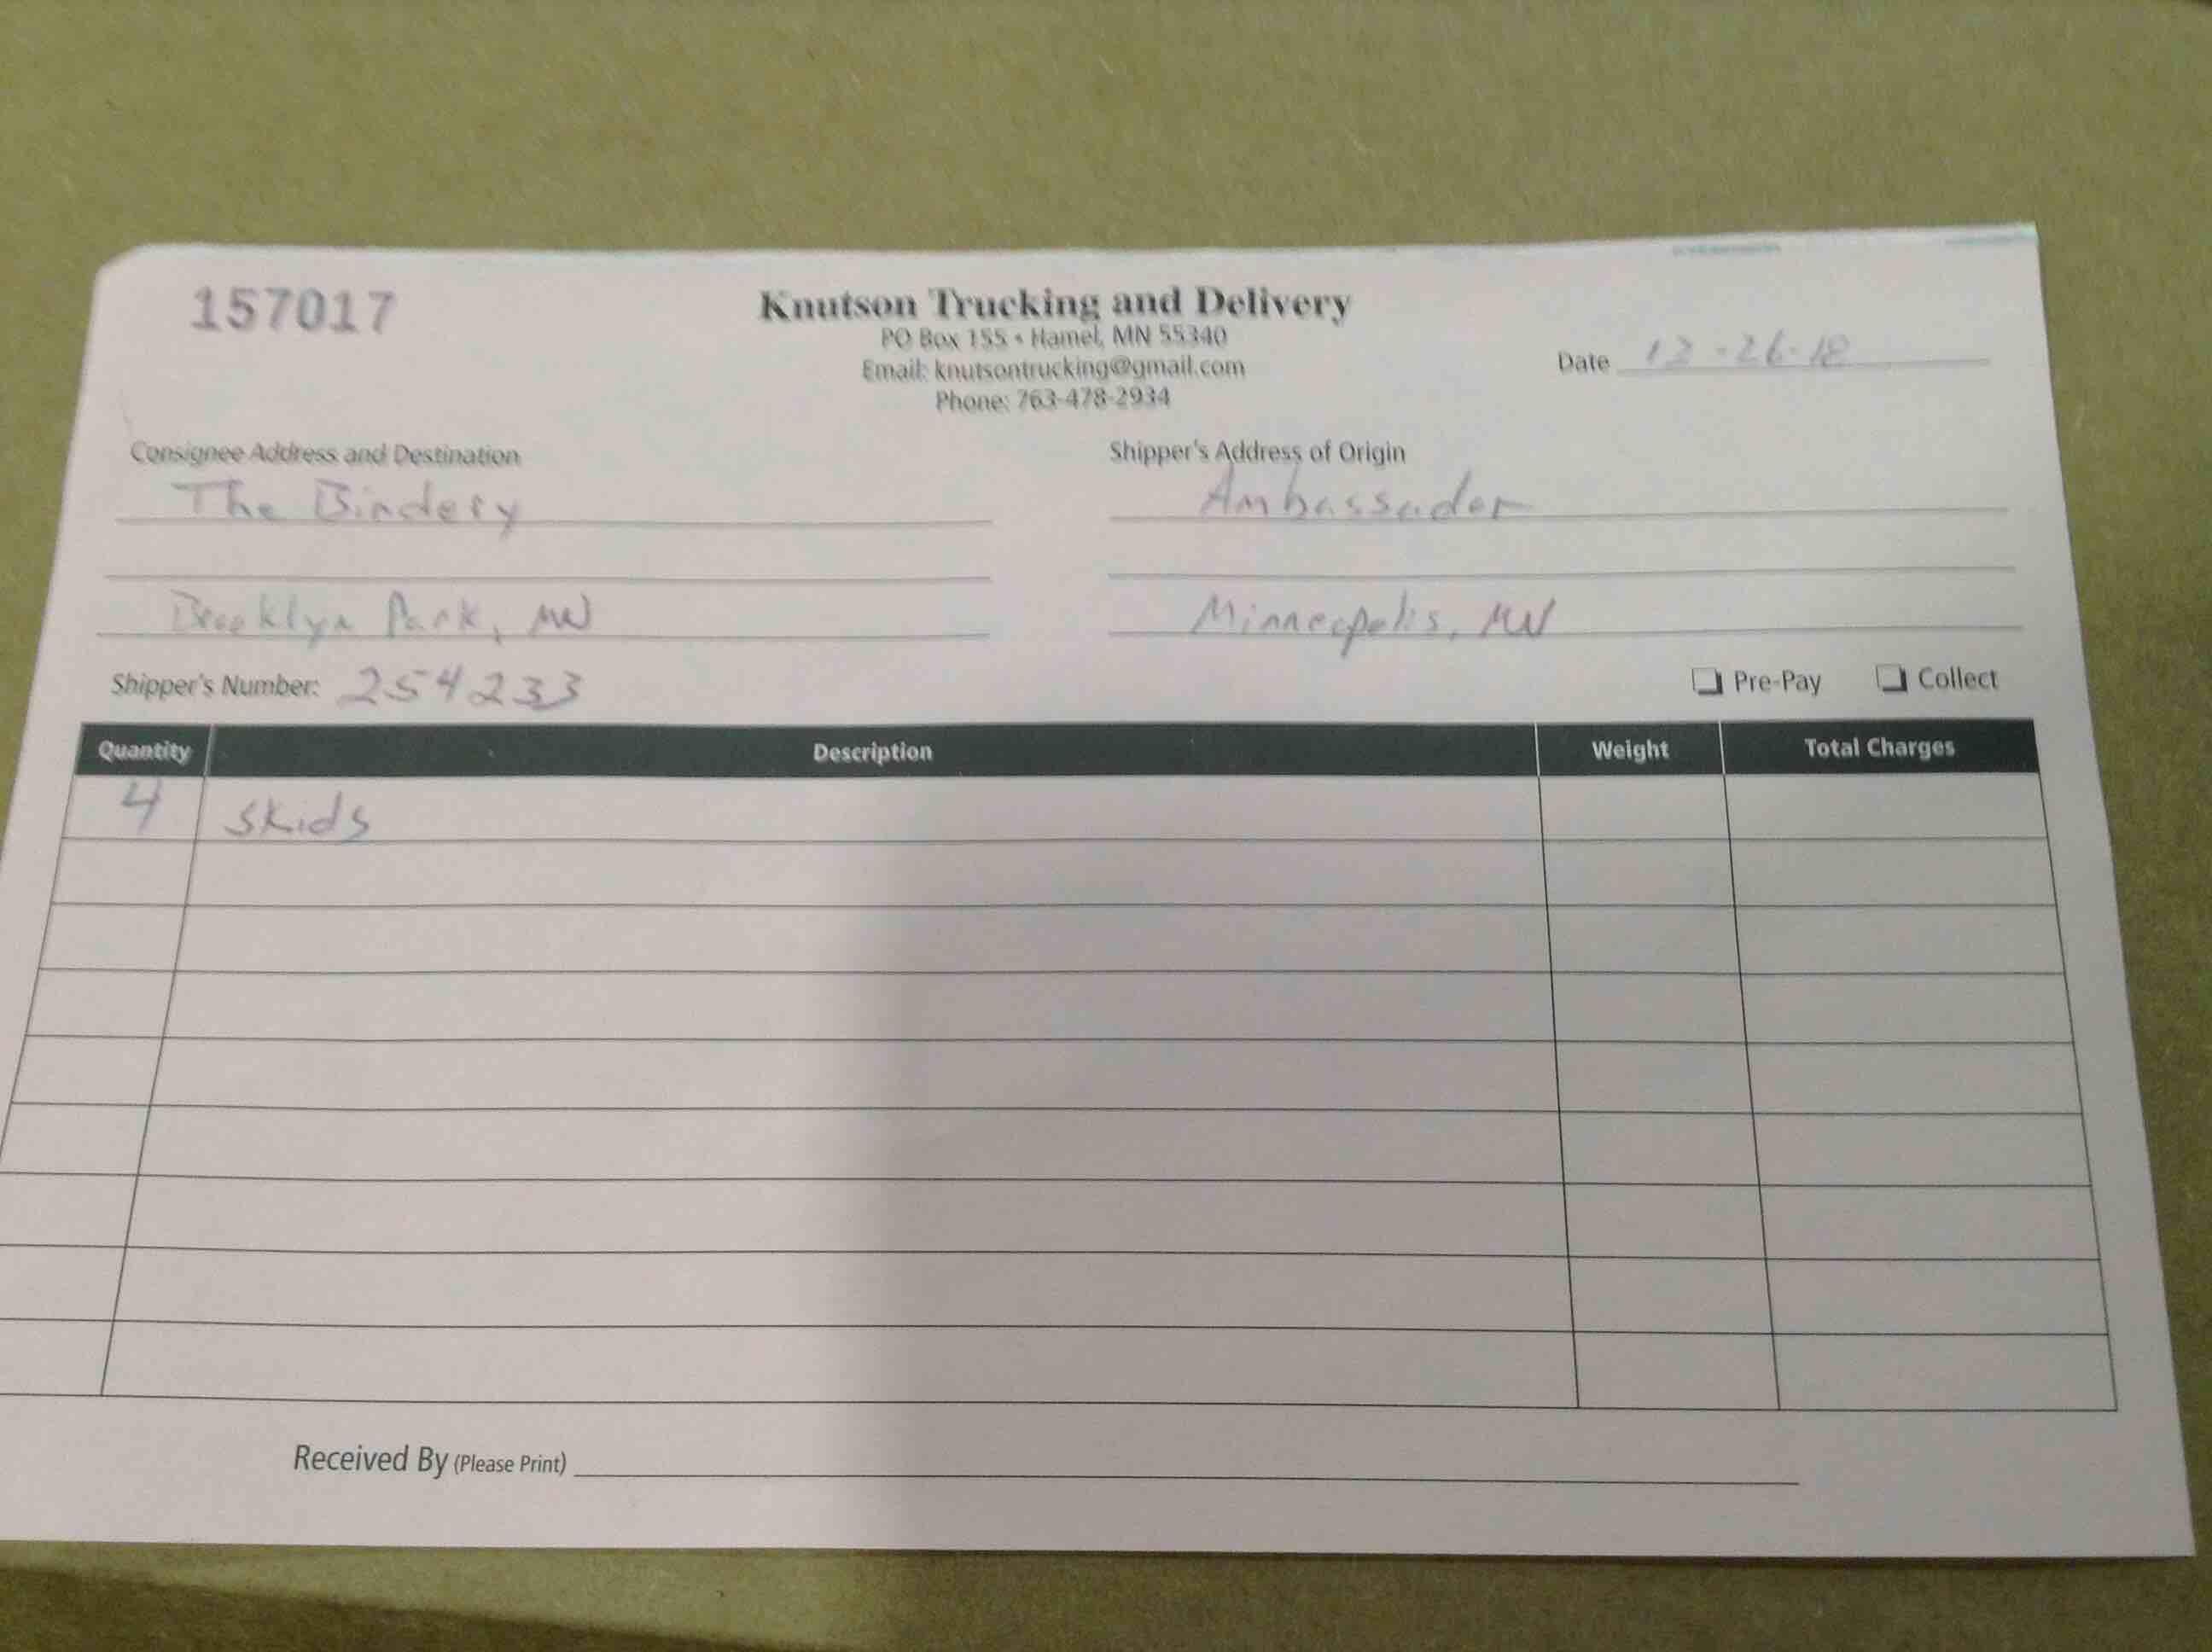 157017
Knutson Trucking and Delivery
PO Box 155 • Hamel, MN 55340
Email: knutsontrucking@gmail.com
Phone: 763-478-2934
Date 12-26-18
Consignee Address and Destination
The Bindery
Brooklyn Park, MN
Shipper's Address of Origin
Ambassador
Minneapolis, MN
Shipper's Number: 254233
Pre-Pay Collect
Quantity Description Weight Total Charges
4 skids
Received By (Please Print)